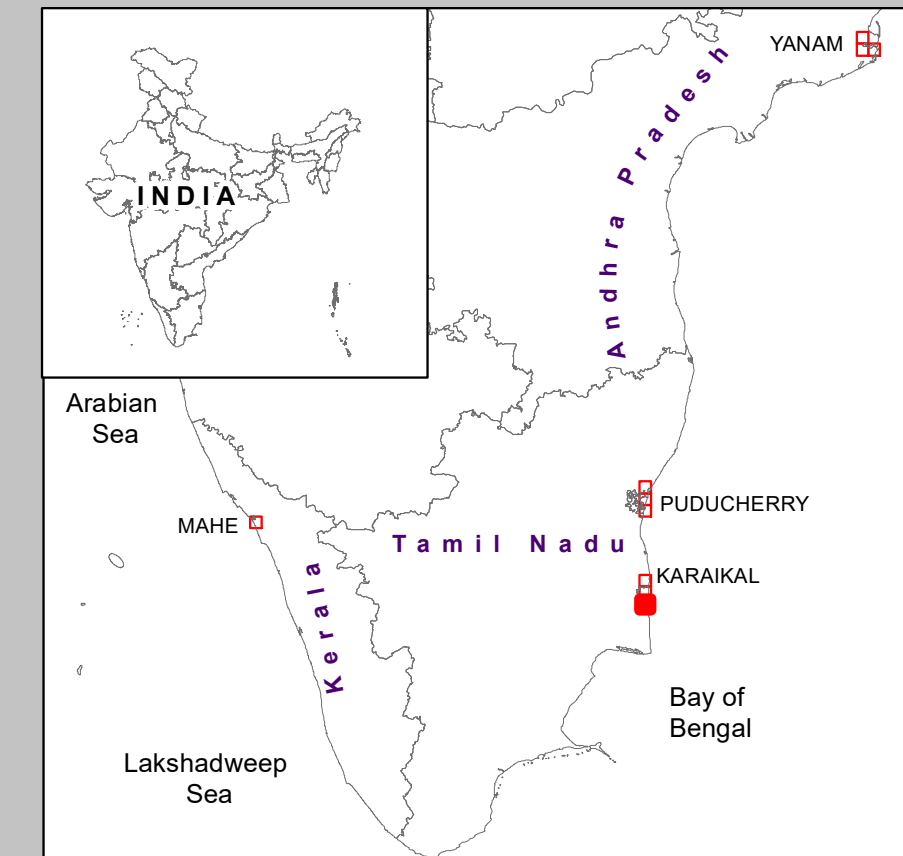 INDIA
YANAM
Andhra Pradesh
Arabian
Sea
MAHE
PUDUCHERRY
Tamil Nadu
KARAIKAL
Kerala
Bay of
Bengal
Lakshadweep
Sea